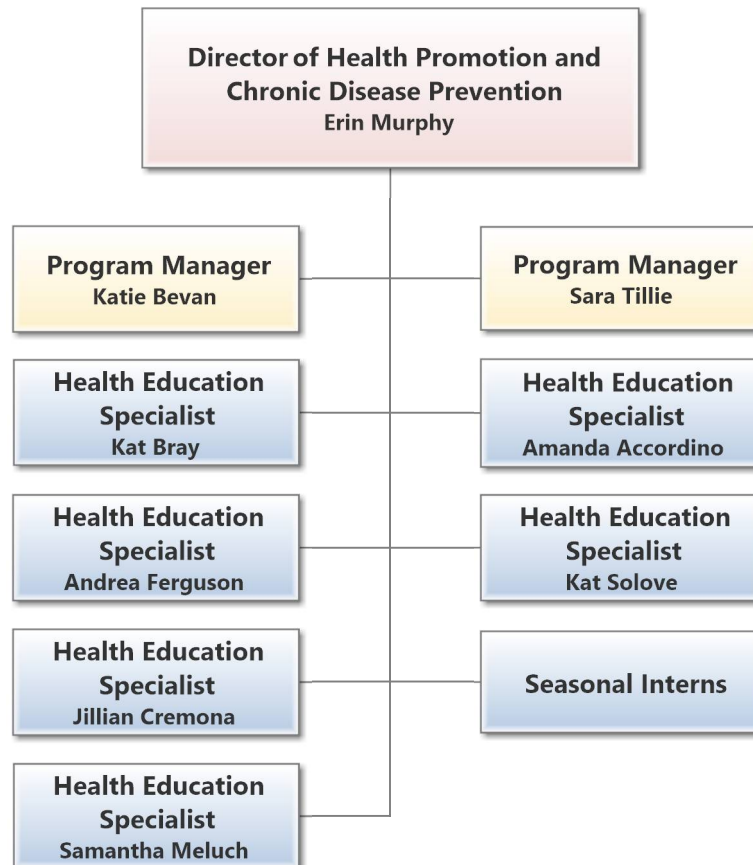 Director of Health Promotion and
Chronic Disease Prevention
Erin Murphy
Program Manager
Katie Bevan
Program Manager
Sara Tillie
Health Education
Specialist
Kat Bray
Health Education
Specialist
Amanda Accordino
Health Education
Specialist
Andrea Ferguson
Health Education
Specialist
Kat Solove
Health Education
Specialist
Jillian Cremona
Seasonal Interns
Health Education
Specialist
Samantha Meluch